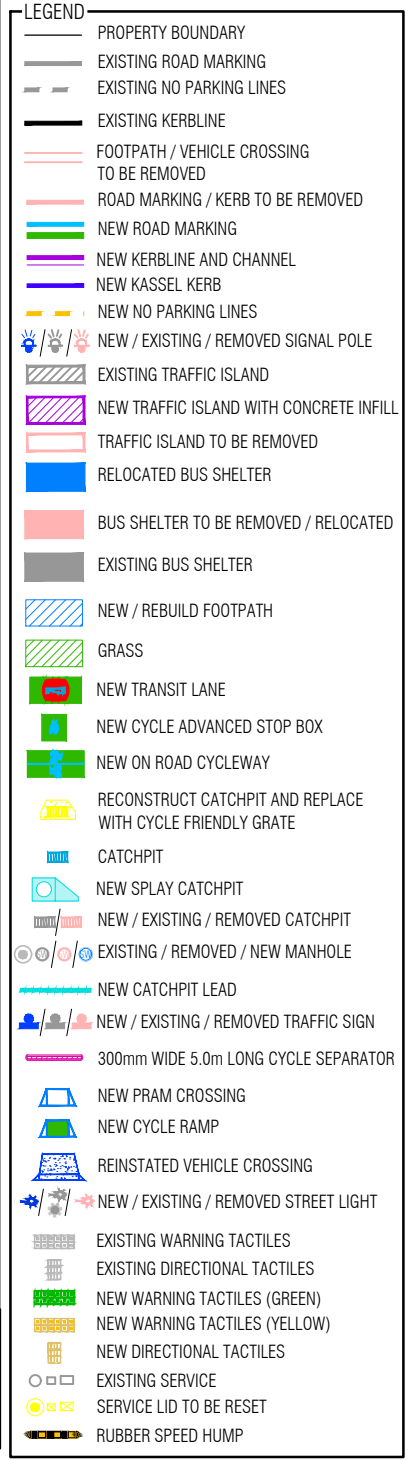 LEGEND
PROPERTY BOUNDARY
EXISTING ROAD MARKING
EXISTING NO PARKING LINES
EXISTING KERBLINE
FOOTPATH / VEHICLE CROSSING
TO BE REMOVED
ROAD MARKING / KERB TO BE REMOVED
NEW ROAD MARKING
NEW KERBLINE AND CHANNEL
NEW KASSEL KERB
NEW NO PARKING LINES
NEW / EXISTING / REMOVED SIGNAL POLE
EXISTING TRAFFIC ISLAND
NEW TRAFFIC ISLAND WITH CONCRETE INFILL
TRAFFIC ISLAND TO BE REMOVED
RELOCATED BUS SHELTER
BUS SHELTER TO BE REMOVED / RELOCATED
EXISTING BUS SHELTER
NEW / REBUILD FOOTPATH
GRASS
NEW TRANSIT LANE
NEW CYCLE ADVANCED STOP BOX
NEW ON ROAD CYCLEWAY
RECONSTRUCT CATCHPIT AND REPLACE
WITH CYCLE FRIENDLY GRATE
CATCHPIT
NEW SPLAY CATCHPIT
NEW / EXISTING / REMOVED CATCHPIT
SW / SW / SW EXISTING / REMOVED / NEW MANHOLE
NEW CATCHPIT LEAD
NEW / EXISTING / REMOVED TRAFFIC SIGN
300mm WIDE 5.0m LONG CYCLE SEPARATOR
NEW PRAM CROSSING
NEW CYCLE RAMP
REINSTATED VEHICLE CROSSING
NEW / EXISTING / REMOVED STREET LIGHT
EXISTING WARNING TACTILES
EXISTING DIRECTIONAL TACTILES
NEW WARNING TACTILES (GREEN)
NEW WARNING TACTILES (YELLOW)
NEW DIRECTIONAL TACTILES
EXISTING SERVICE
SERVICE LID TO BE RESET
RUBBER SPEED HUMP